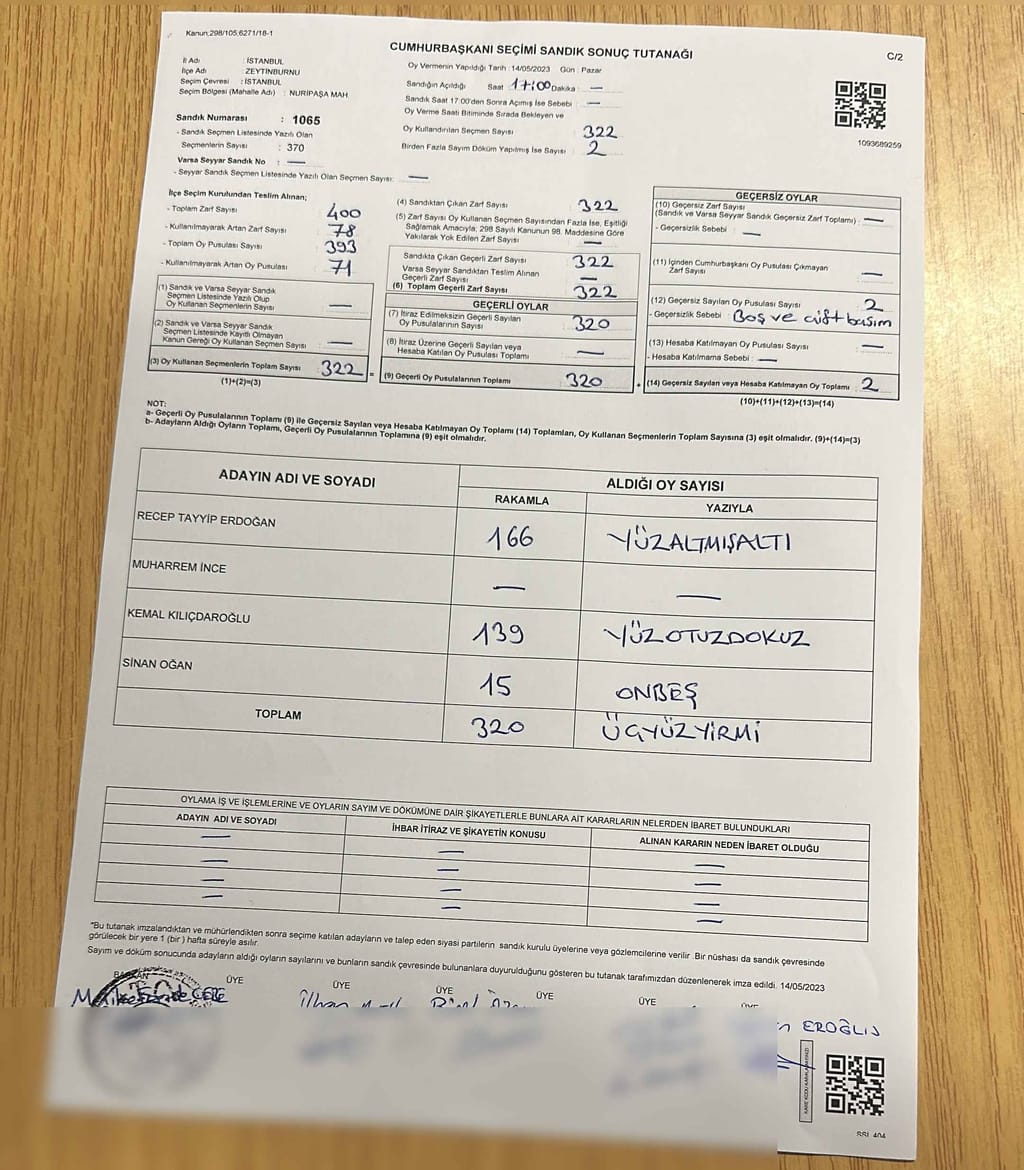 Kanun;298/105;6271/18-1
CUMHURBAŞKANI SEÇİMİ SANDIK SONUÇ TUTANAĞI
C/2
İl Adı : İSTANBUL
İlçe Adı : ZEYTİNBURNU
Seçim Çevresi : İSTANBUL
Seçim Bölgesi (Mahalle Adı) : NURİPAŞA MAH
Sandık Numarası : 1065
- Sandık Seçmen Listesinde Yazılı Olan
Seçmenlerin Sayısı : 370
Varsa Seyyar Sandık No : —
- Seyyar Sandık Listesinde Yazılı Olan Seçmen Sayısı: —
Oy Vermenin Yapıldığı Tarih : 14/05/2023 Gün : Pazar
Sandığın Açıldığı Saat 17:00 Dakika : —
Sandık Saat 17:00'den Sonra Açımış İse Sebebi : —
Oy Verme Saati Bitiminde Sırada Bekleyen ve
Oy Kullandırılan Seçmen Sayısı : 322
Birden Fazla Sayım Döküm Yapılmış İse Sayısı : 2
1093689259
İlçe Seçim Kurulundan Teslim Alınan;
- Toplam Zarf Sayısı : 400
- Kullanılmayarak Artan Zarf Sayısı : 78
- Toplam Oy Pusulası Sayısı : 393
- Kullanılmayarak Artan Oy Pusulası : 71
(1) Sandık ve Varsa Seyyar Sandık
Seçmen Listesinde Yazılı Olup
Oy Kullanan Seçmenlerin Sayısı : —
(2) Sandık ve Varsa Seyyar Sandık
Seçmen Listesinde Kayıtlı Olmayan
Kanun Gereği Oy Kullanan Seçmen Sayısı : —
(3) Oy Kullanan Seçmenlerin Toplam Sayısı : 322 =
(1)+(2)=(3)
(4) Sandıktan Çıkan Zarf Sayısı : 322
(5) Zarf Sayısı Oy Kullanan Seçmen Sayısından Fazla İse, Eşitliği
Sağlamak Amacıyla; 298 Sayılı Kanunun 98. Maddesine Göre
Yakılarak Yok Edilen Zarf Sayısı : —
Sandıkta Çıkan Geçerli Zarf Sayısı : 322
Varsa Seyyar Sandıktan Teslim Alınan
Geçerli Zarf Sayısı : —
(6) Toplam Geçerli Zarf Sayısı : 322
GEÇERLİ OYLAR
(7) İtiraz Edilmeksizin Geçerli Sayılan
Oy Pusulalarının Sayısı : 320
(8) İtiraz Üzerine Geçerli Sayılan veya
Hesaba Katılan Oy Pusulası Toplamı : —
(9) Geçerli Oy Pusulalarının Toplamı : 320 +
GEÇERSİZ OYLAR
(10) Geçersiz Zarf Sayısı
(Sandık ve Varsa Seyyar Sandık Geçersiz Zarf Toplamı) : —
- Geçersizlik Sebebi : —
(11) İçinden Cumhurbaşkanı Oy Pusulası Çıkmayan
Zarf Sayısı : —
(12) Geçersiz Sayılan Oy Pusulası Sayısı : 2
- Geçersizlik Sebebi : Boş ve çift basım
(13) Hesaba Katılmayan Oy Pusulası Sayısı : —
- Hesaba Katılmama Sebebi : —
(14) Geçersiz Sayılan veya Hesaba Katılmayan Oy Toplamı : 2
(10)+(11)+(12)+(13)=(14)
NOT:
a- Geçerli Oy Pusulalarının Toplamı (9) ile Geçersiz Sayılan veya Hesaba Katılmayan Oy Toplamı (14) Toplamları, Oy Kullanan Seçmenlerin Toplam Sayısına (3) eşit olmalıdır. (9)+(14)=(3)
b- Adayların Aldığı Oyların Toplamı, Geçerli Oy Pusulalarının Toplamına (9) eşit olmalıdır.
ADAYIN ADI VE SOYADI
ALDIĞI OY SAYISI
RAKAMLA YAZIYLA
RECEP TAYYİP ERDOĞAN 166 YÜZALTMIŞALTI
MUHARREM İNCE — —
KEMAL KILIÇDAROĞLU 139 YÜZOTUZDOKUZ
SİNAN OĞAN 15 ONBEŞ
TOPLAM 320 ÜÇYÜZYİRMİ
OYLAMA İŞ VE İŞLEMLERİNE VE OYLARIN SAYIM VE DÖKÜMÜNE DAİR ŞİKAYETLERLE BUNLARA AİT KARARLARIN NELERDEN İBARET BULUNDUKLARI
ADAYIN ADI VE SOYADI İHBAR İTİRAZ VE ŞİKAYETİN KONUSU ALINAN KARARIN NEDEN İBARET OLDUĞU
— — —
— — —
— — —
— — —
*Bu tutanak imzalandıktan ve mühürlendikten sonra seçime katılan adayların ve talep eden siyasi partilerin sandık kurulu üyelerine veya gözlemcilerine verilir. Bir nüshası da sandık çevresinde
görülecek bir yere 1 (bir ) hafta süreyle asılır.
Sayım ve döküm sonucunda adayların aldığı oyların sayılarını ve bunların sandık çevresinde bulunanlara duyurulduğunu gösteren bu tutanak tarafımızdan düzenlenerek imza edildi. 14/05/2023
BAŞKAN ÜYE ÜYE ÜYE ÜYE ÜYE
İlhan
EROĞLU